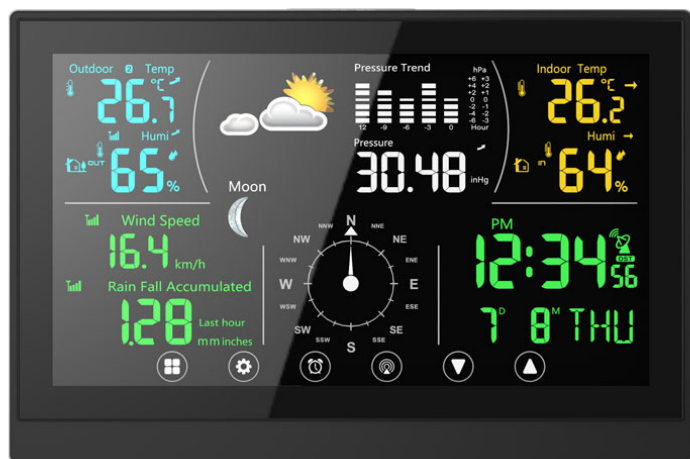 Outdoor 2 Temp
26.7 °C
Humi
OUT 65 %
Moon
Pressure Trend
hPa
+6 +3
+4 +2
+2 +1
0 0
-2 -1
-4 -2
-6 -3
12 -9 -6 -3 0 Hour
Pressure
30.48 inHg
Indoor Temp
26.2 °C
Humi
IN 64 %
Wind Speed
16.4 km/h
Rain Fall Accumulated
1.28 Last hour
mm inches
N
NNW NNE
NW NE
WNW ENE
W E
WSW ESE
SW SE
SSW SSE
S
PM
12:34 56
DST
7 D 8 M THU